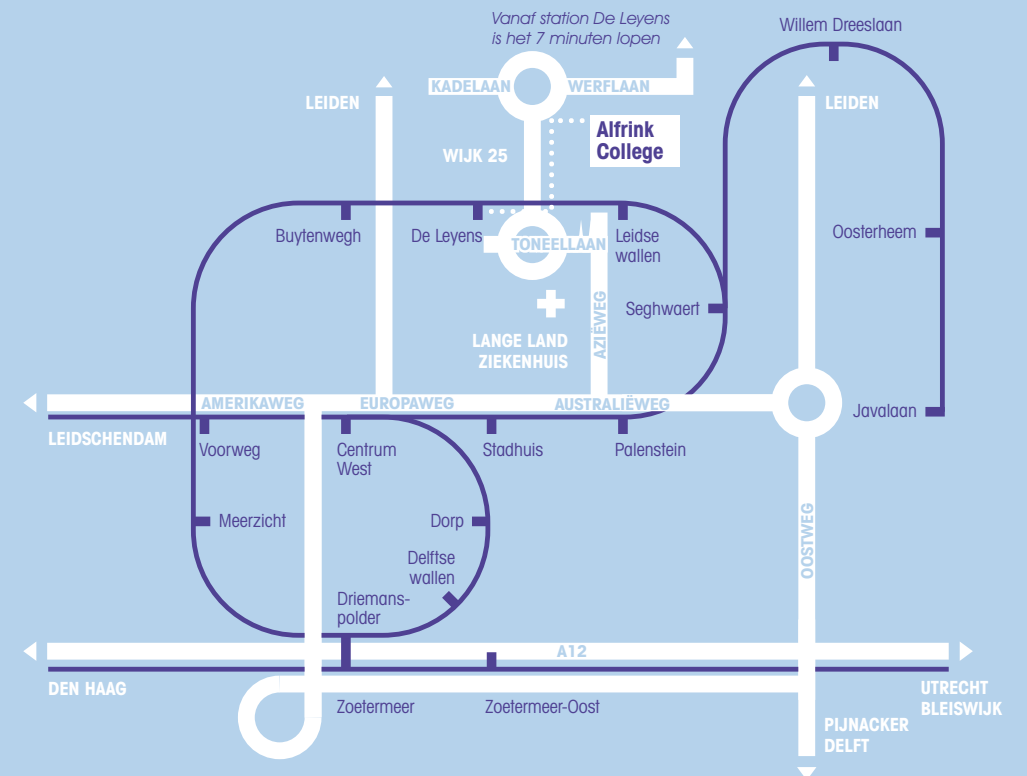 Vanaf station De Leyens
is het 7 minuten lopen
Willem Dreeslaan
KADELAAN
WERFLAAN
LEIDEN
LEIDEN
Alfrink
College
WIJK 25
Buytenwegh
De Leyens
TONEELLAAN
Leidse
wallen
Oosterheem
Seghwaert
AZIËWEG
LANGE LAND
ZIEKENHUIS
AMERIKAWEG
EUROPAWEG
AUSTRALIËWEG
Javalaan
LEIDSCHENDAM
Voorweg
Centrum
West
Stadhuis
Palenstein
Meerzicht
Dorp
OOSTWEG
Delftse
wallen
Driemans-
polder
A12
DEN HAAG
Zoetermeer
Zoetermeer-Oost
UTRECHT
BLEISWIJK
PIJNACKER
DELFT